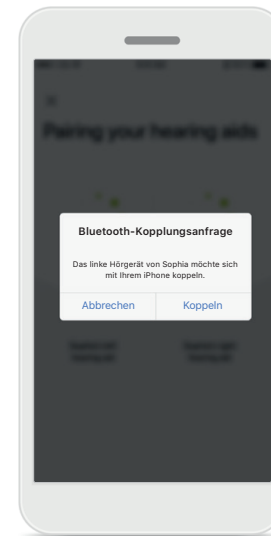 Pairing your hearing aids
Bluetooth-Kopplungsanfrage
Das linke Hörgerät von Sophia möchte sich
mit Ihrem iPhone koppeln.
Abbrechen Koppeln